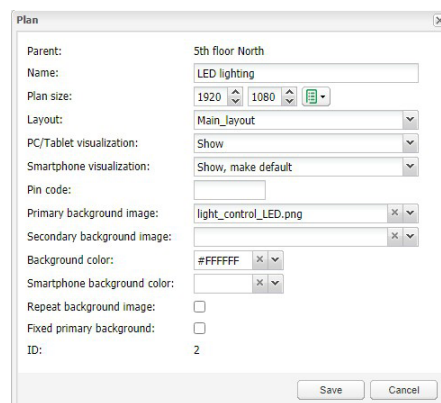 Plan
Parent: 5th floor North
Name: LED lighting
Plan size: 1920 1080
Layout: Main_layout
PC/Tablet visualization: Show
Smartphone visualization: Show, make default
Pin code:
Primary background image: light_control_LED.png
Secondary background image:
Background color: #FFFFFF
Smartphone background color:
Repeat background image:
Fixed primary background:
ID: 2
Save Cancel